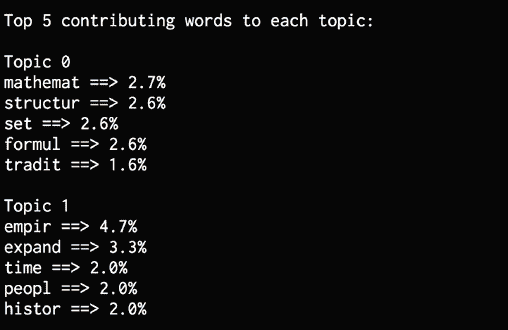 Top 5 contributing words to each topic:
Topic 0
mathemat ==> 2.7%
structur ==> 2.6%
set ==> 2.6%
formul ==> 2.6%
tradit ==> 1.6%
Topic 1
empir ==> 4.7%
expand ==> 3.3%
time ==> 2.0%
peopl ==> 2.0%
histor ==> 2.0%